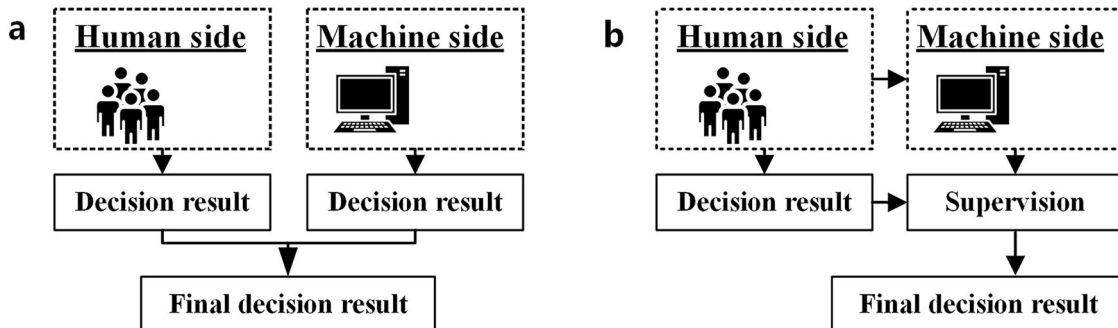 a
Human side
Machine side
Decision result
Decision result
Final decision result
b
Human side
Machine side
Decision result
Supervision
Final decision result